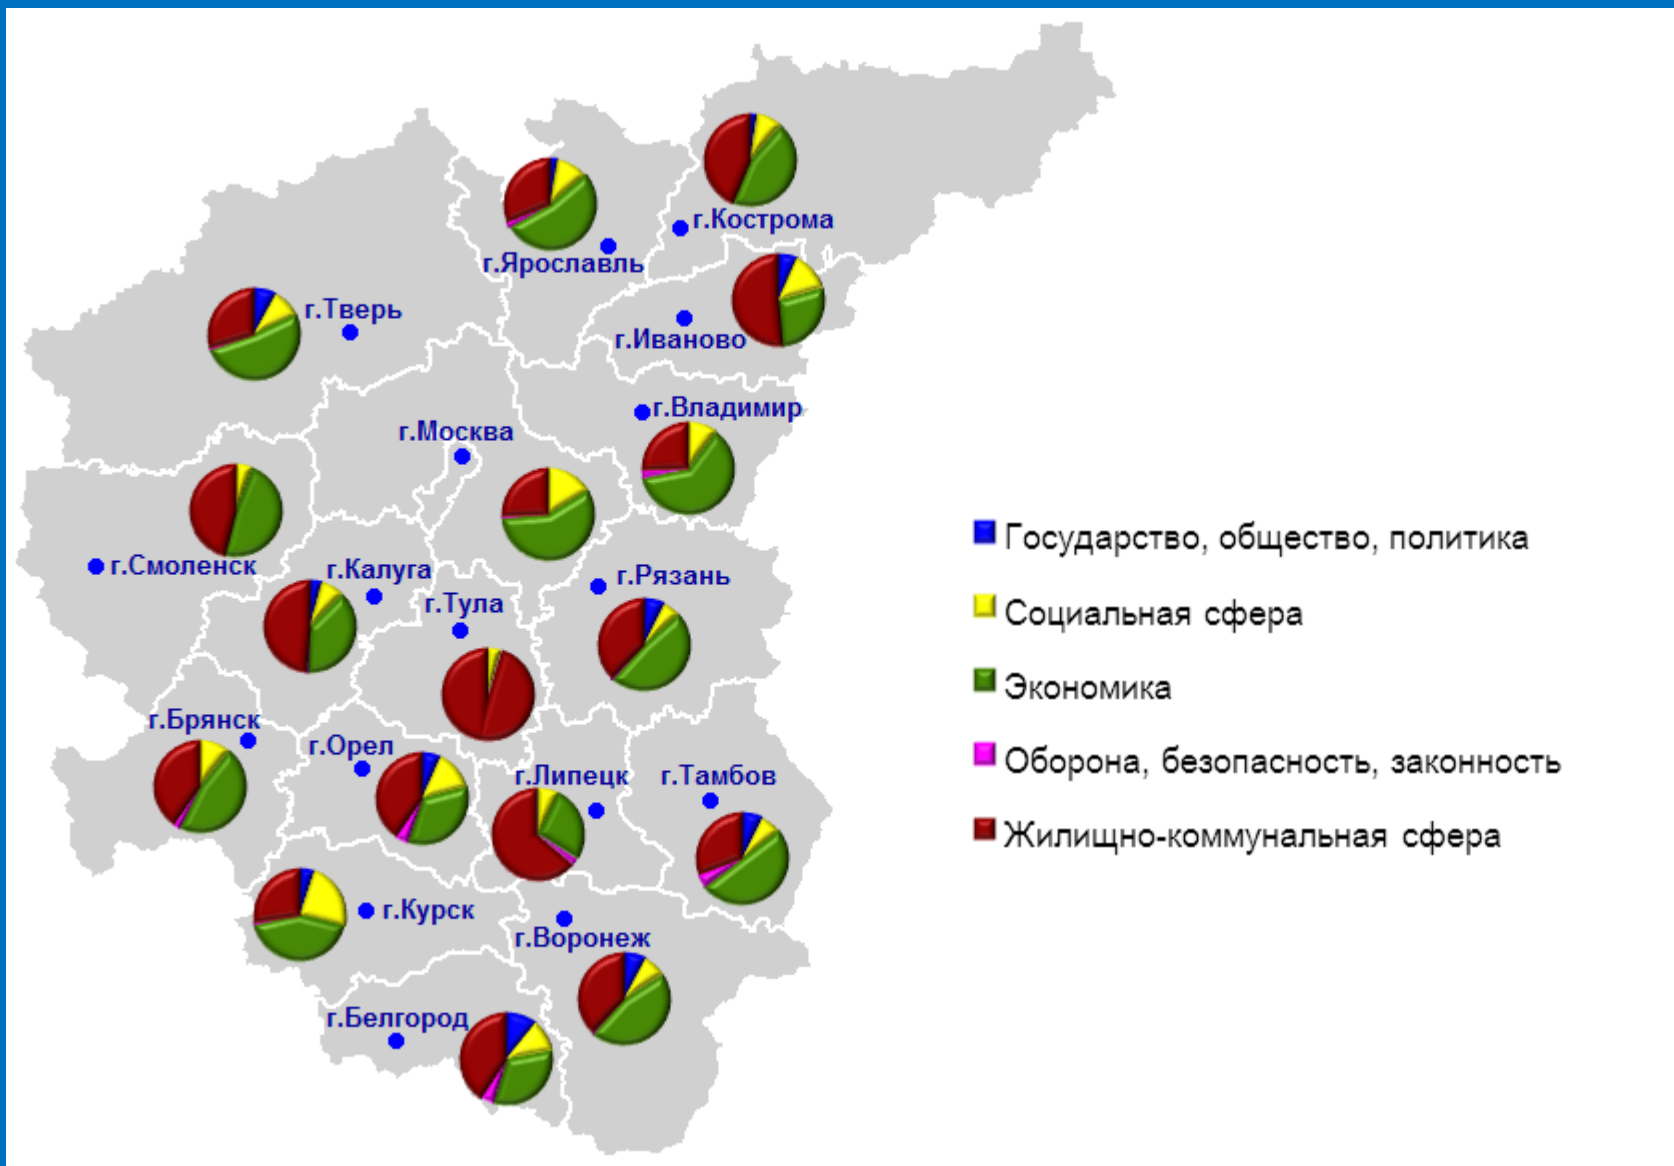 г.Кострома
г.Ярославль
г.Тверь
г.Иваново
г.Владимир
г.Москва
г.Смоленск
г.Калуга
г.Рязань
г.Тула
г.Брянск
г.Орел
г.Липецк
г.Тамбов
г.Курск
г.Воронеж
г.Белгород
Государство, общество, политика
Социальная сфера
Экономика
Оборона, безопасность, законность
Жилищно-коммунальная сфера